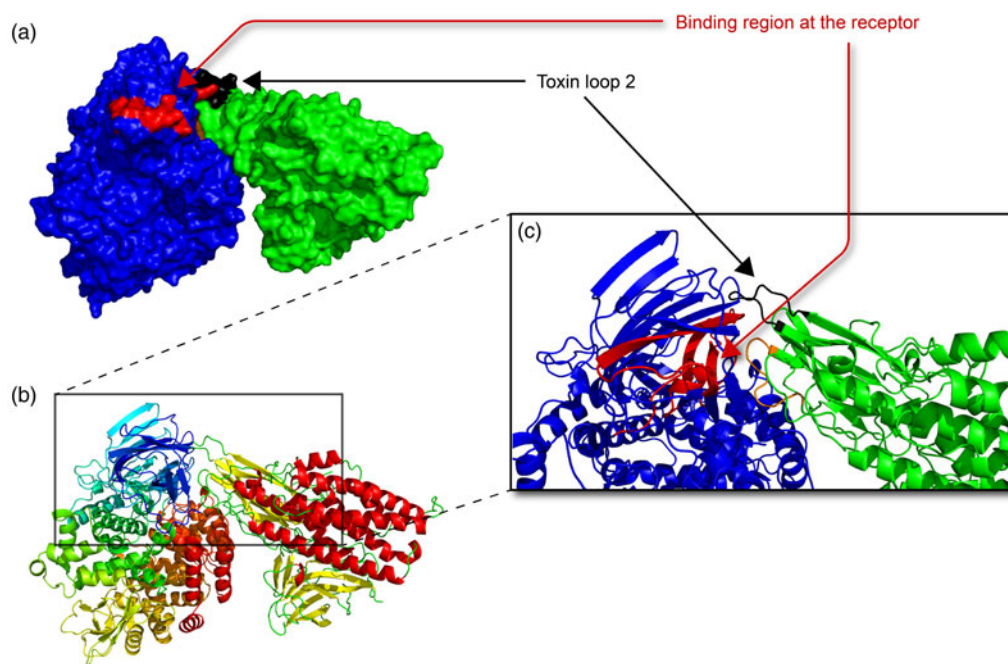 (a)
Binding region at the receptor
Toxin loop 2
(c)
(b)